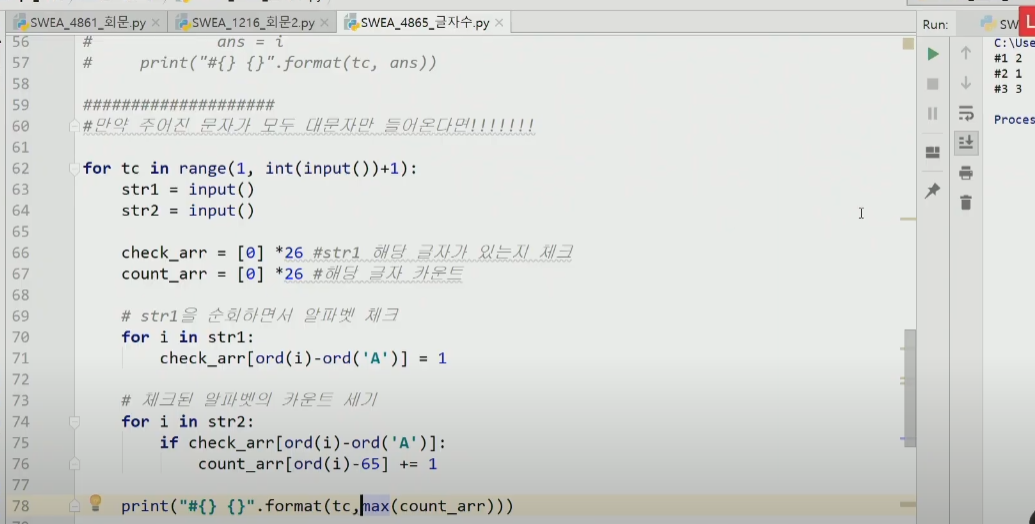 SWEA_4861_회문.py × SWEA_1216_회문2.py × SWEA_4865_글자수.py ×
Run: SW
56 # ans = i
57 # print("#{} {}".format(tc, ans))
58
59 ####################
60 #만약 주어진 문자가 모두 대문자만 들어온다면!!!!!!!
61
62 for tc in range(1, int(input())+1):
63 str1 = input()
64 str2 = input()
65
66 check_arr = [0] *26 #str1 해당 글자가 있는지 체크
67 count_arr = [0] *26 #해당 글자 카운트
68
69 # str1을 순회하면서 알파벳 체크
70 for i in str1:
71 check_arr[ord(i)-ord('A')] = 1
72
73 # 체크된 알파벳의 카운트 세기
74 for i in str2:
75 if check_arr[ord(i)-ord('A')]:
76 count_arr[ord(i)-65] += 1
77
78 print("#{} {}".format(tc,max(count_arr)))
C:\Use
#1 2
#2 1
#3 3
Proces